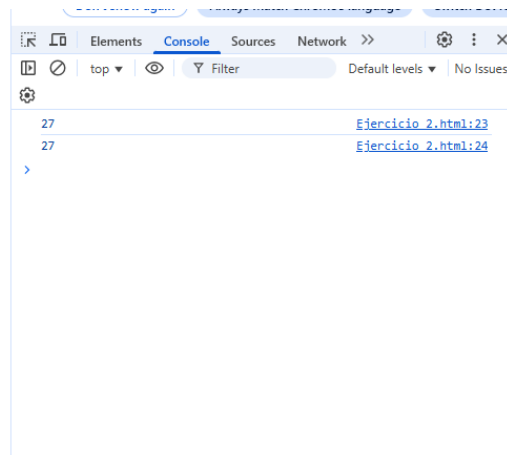 Elements Console Sources Network
top Filter Default levels No Issues
27 Ejercicio 2.html:23
27 Ejercicio 2.html:24